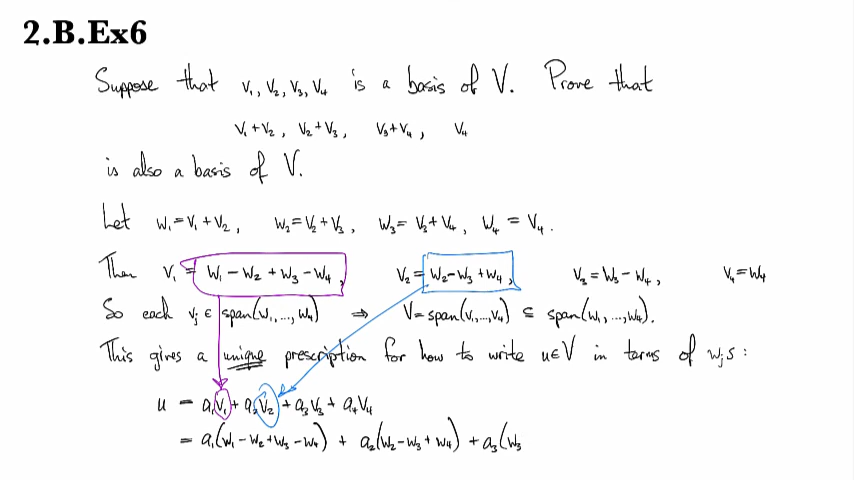 2.B.Ex6
Suppose that v₁, v₂, v₃, v₄ is a basis of V. Prove that
v₁+v₂, v₂+v₃, v₃+v₄, v₄
is also a basis of V.
Let w₁=v₁+v₂, w₂=v₂+v₃, w₃=v₃+v₄, w₄=v₄.
Then v₁=w₁-w₂+w₃-w₄, v₂=w₂-w₃+w₄, v₃=w₃-w₄, v₄=w₄
So each vⱼ ∈ span(w₁,...,w₄) ⇒ V=span(v₁,...,v₄) ⊆ span(w₁,...,w₄).
This gives a unique prescription for how to write u∈V in terms of wⱼs:
u = a₁v₁+a₂v₂+a₃v₃+a₄v₄
= a₁(w₁-w₂+w₃-w₄) + a₂(w₂-w₃+w₄) + a₃(w₃